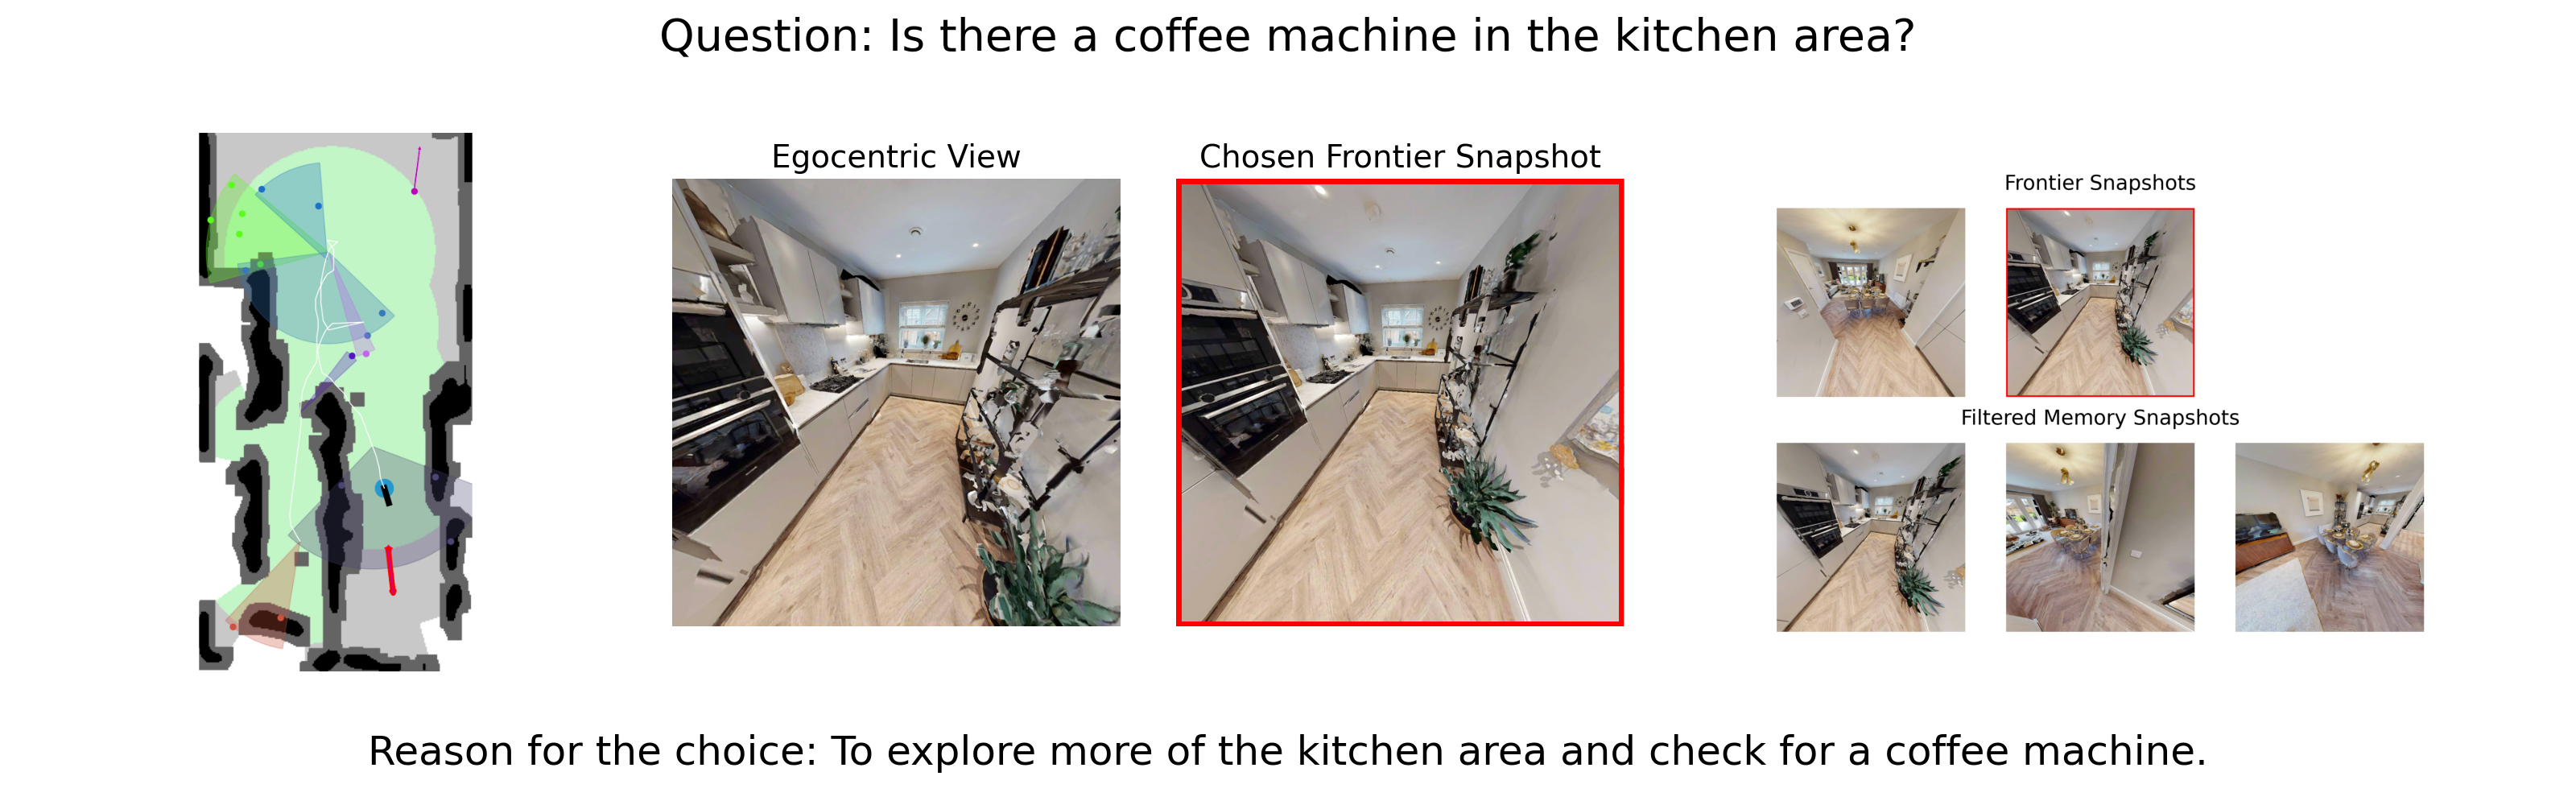 Question: Is there a coffee machine in the kitchen area?
Egocentric View
Chosen Frontier Snapshot
Frontier Snapshots
Filtered Memory Snapshots
Reason for the choice: To explore more of the kitchen area and check for a coffee machine.